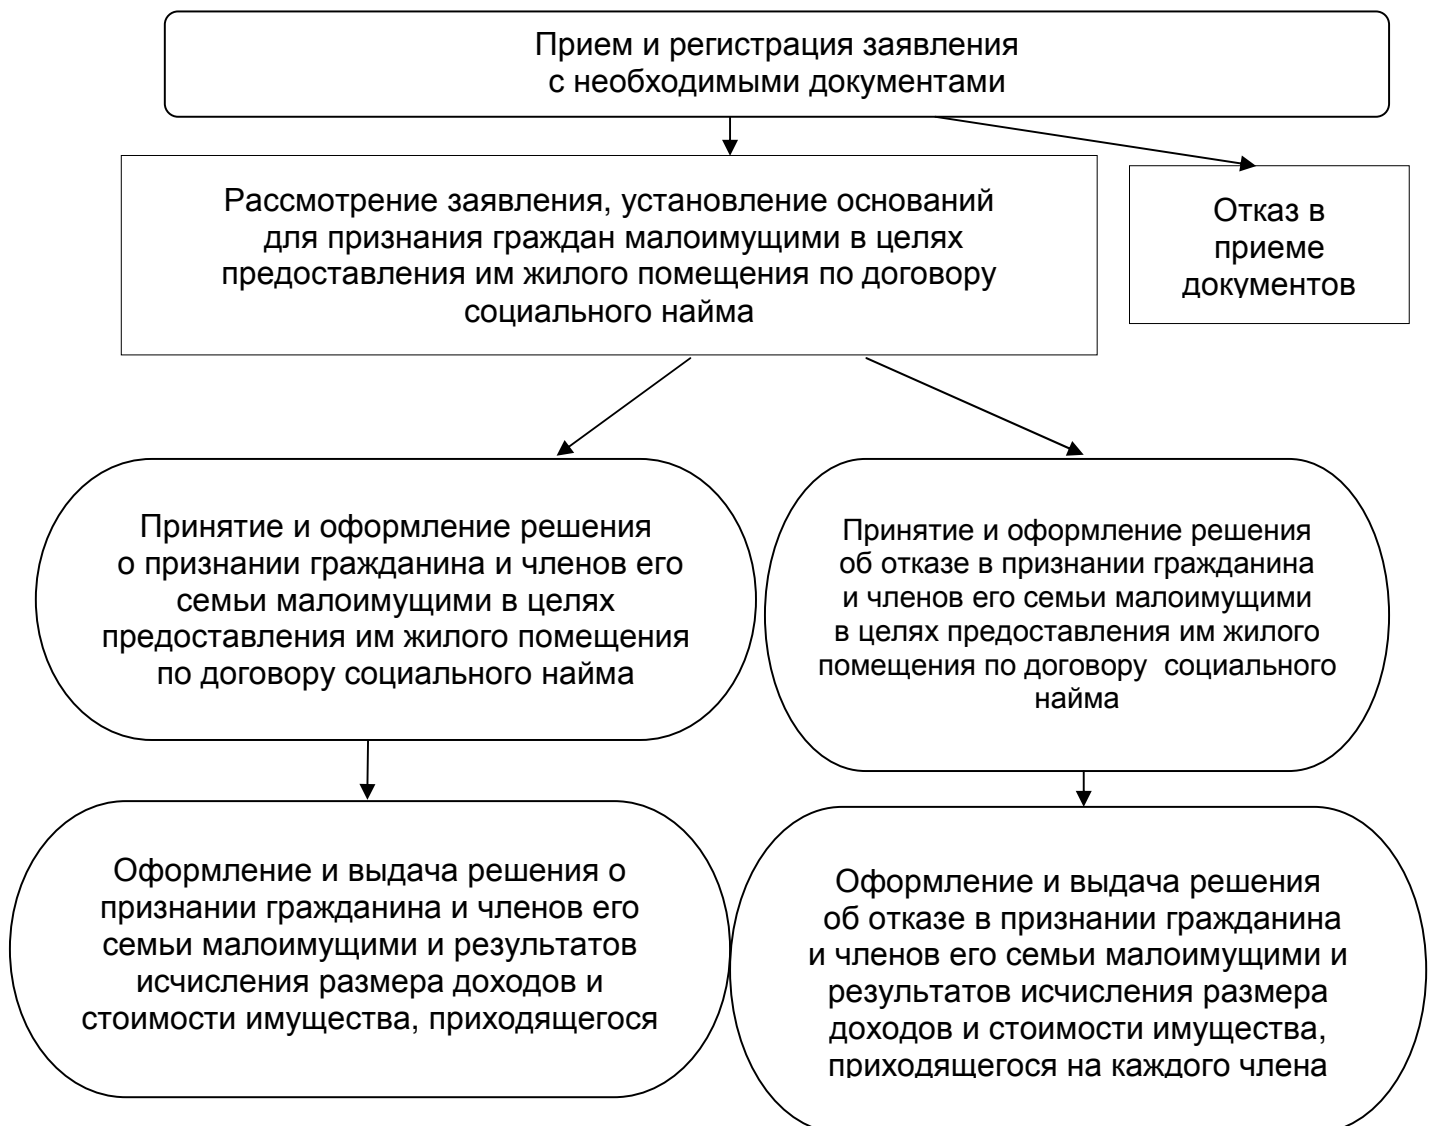 Прием и регистрация заявления
с необходимыми документами
Рассмотрение заявления, установление оснований
для признания граждан малоимущими в целях
предоставления им жилого помещения по договору
социального найма
Отказ в
приеме
документов
Принятие и оформление решения
о признании гражданина и членов его
семьи малоимущими в целях
предоставления им жилого помещения
по договору социального найма
Принятие и оформление решения
об отказе в признании гражданина
и членов его семьи малоимущими
в целях предоставления им жилого
помещения по договору  социального
найма
Оформление и выдача решения о
признании гражданина и членов его
семьи малоимущими и результатов
исчисления размера доходов и
стоимости имущества, приходящегося
Оформление и выдача решения
об отказе в признании гражданина
и членов его семьи малоимущими и
результатов исчисления размера
доходов и стоимости имущества,
приходящегося на каждого члена